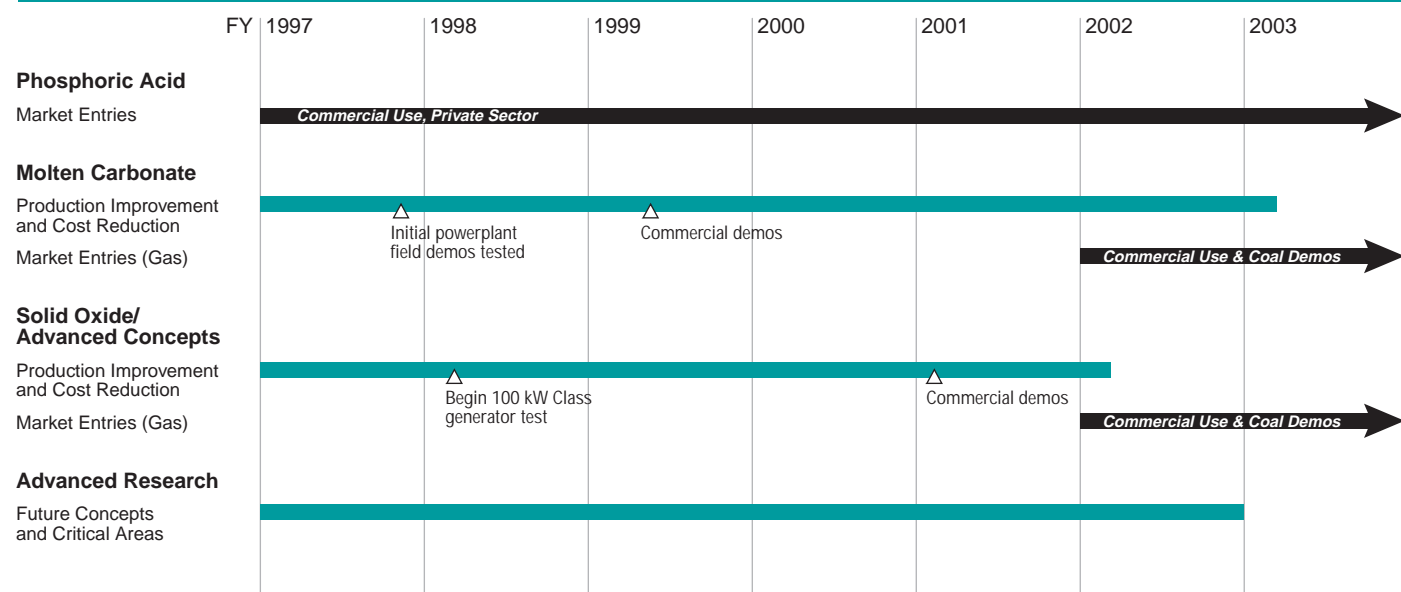 FY 1997 1998 1999 2000 2001 2002 2003
Phosphoric Acid
Market Entries
Commercial Use, Private Sector
Molten Carbonate
Production Improvement
and Cost Reduction
Initial powerplant
field demos tested
Commercial demos
Market Entries (Gas)
Commercial Use & Coal Demos
Solid Oxide/
Advanced Concepts
Production Improvement
and Cost Reduction
Begin 100 kW Class
generator test
Commercial demos
Market Entries (Gas)
Commercial Use & Coal Demos
Advanced Research
Future Concepts
and Critical Areas